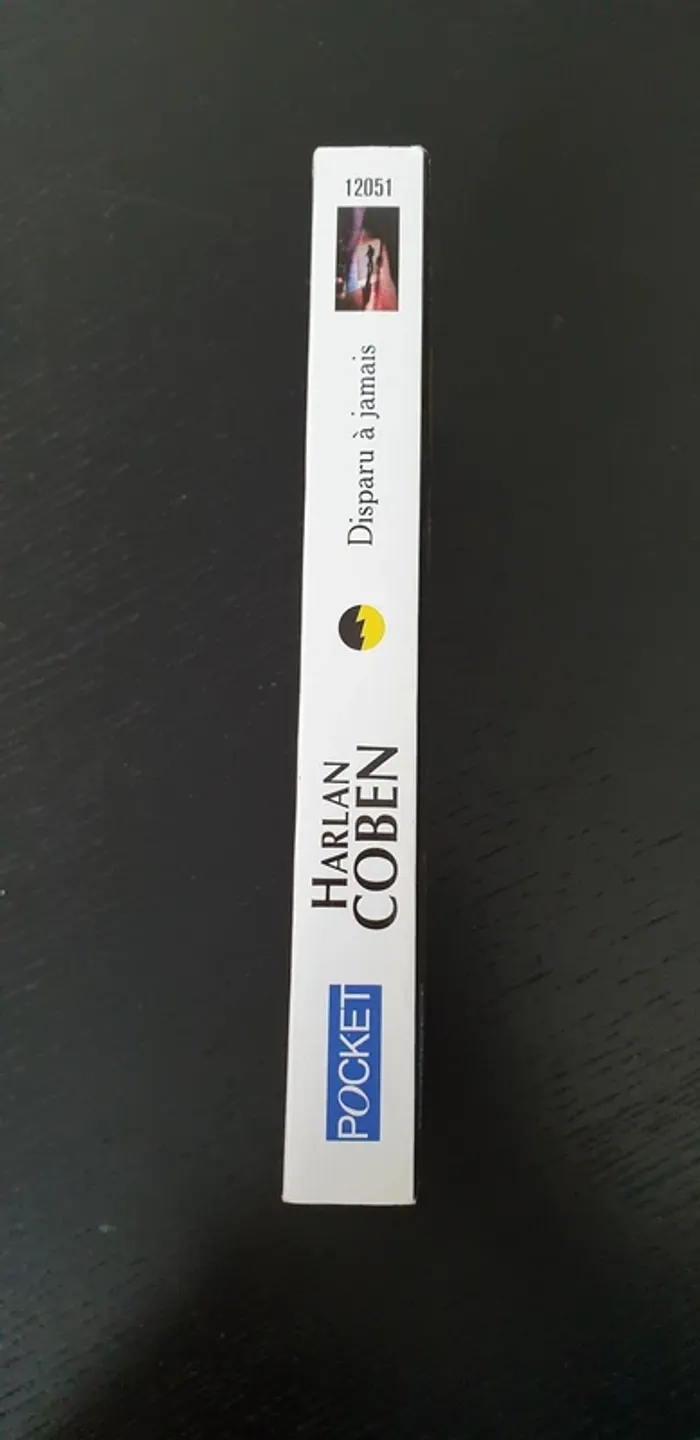 12051
Disparu à jamais
HARLAN
COBEN
POCKET